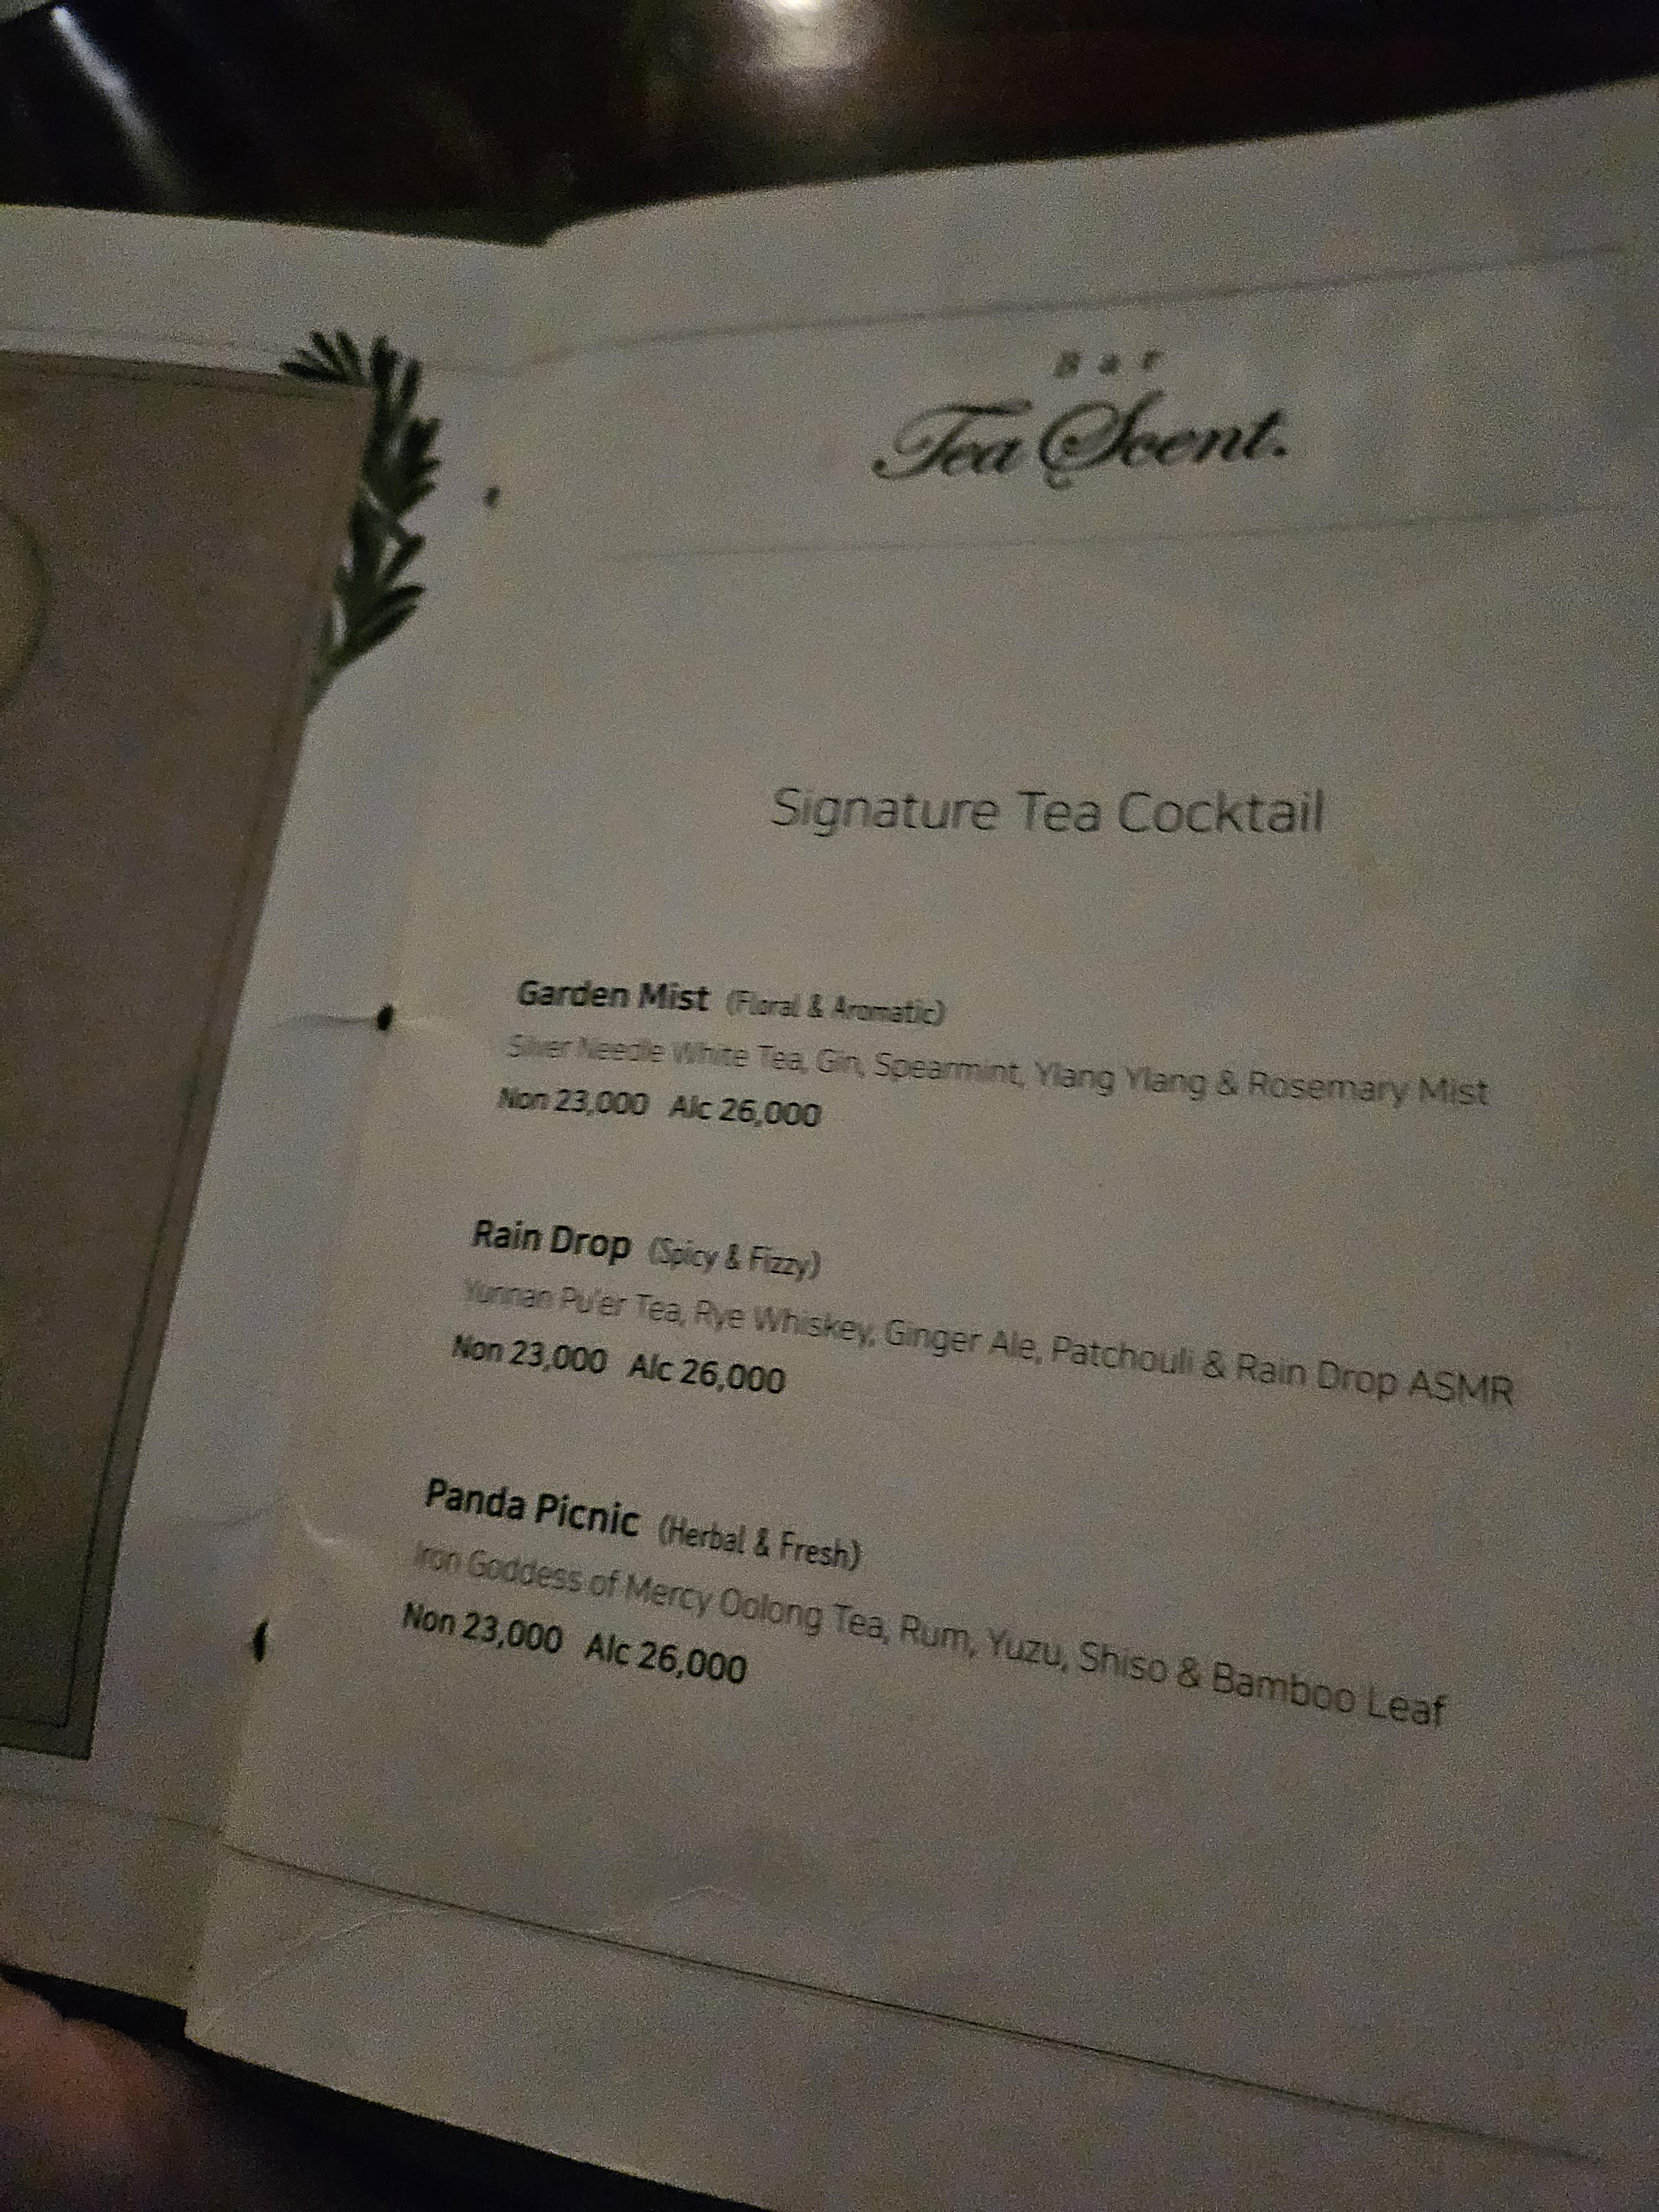 Bar
Tea Scent.
Signature Tea Cocktail
Garden Mist (Floral & Aromatic)
Silver Needle White Tea, Gin, Spearmint, Ylang Ylang & Rosemary Mist
Non 23,000 Alc 26,000
Rain Drop (Spicy & Fizzy)
Yunnan Pu'er Tea, Rye Whiskey, Ginger Ale, Patchouli & Rain Drop ASMR
Non 23,000 Alc 26,000
Panda Picnic (Herbal & Fresh)
Iron Goddess of Mercy Oolong Tea, Rum, Yuzu, Shiso & Bamboo Leaf
Non 23,000 Alc 26,000